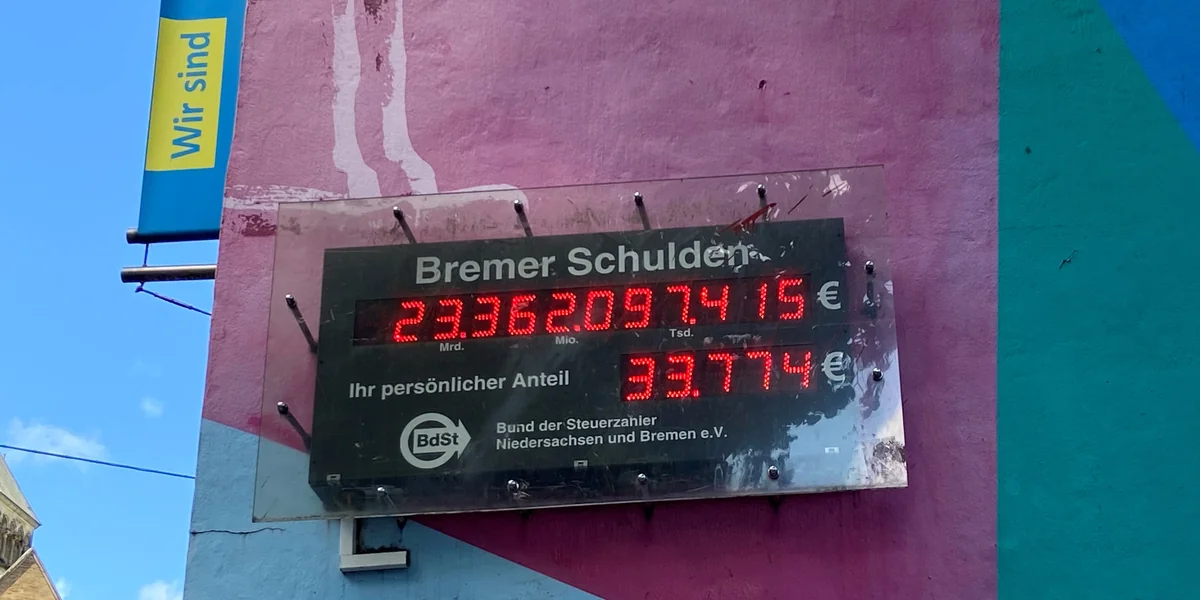 Wir sind
Bremer Schulden
23.362.097.415 €
Mrd. Mio. Tsd.
Ihr persönlicher Anteil 33.774 €
BdSt
Bund der Steuerzahler
Niedersachsen und Bremen e.V.